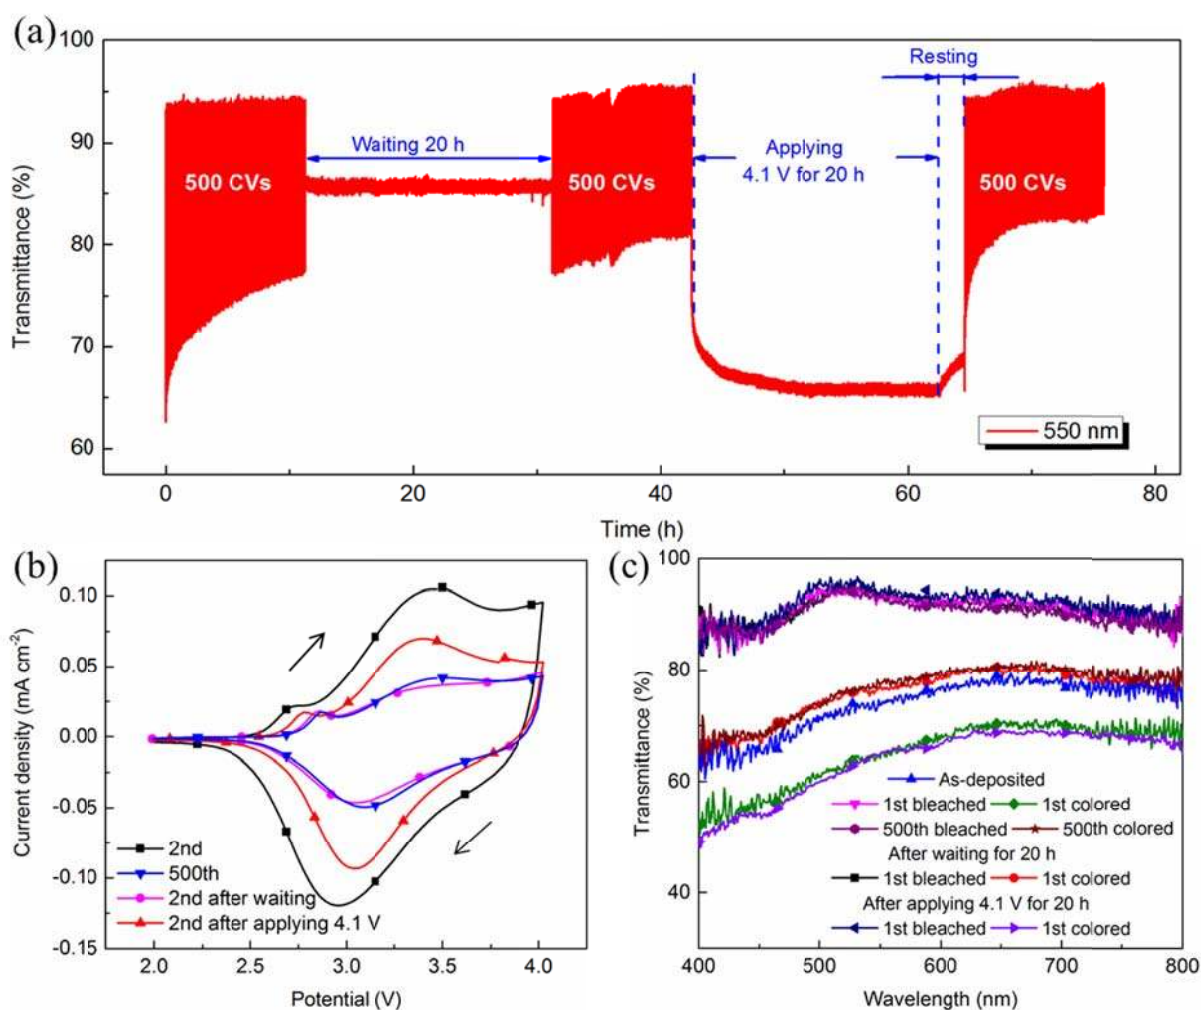 (a)
100
90
80
70
60
Transmittance (%)
Resting
Waiting 20 h
Applying
4.1 V for 20 h
500 CVs
500 CVs
500 CVs
550 nm
0
20
40
60
80
Time (h)
(b)
0.10
0.05
0.00
-0.05
-0.10
-0.15
Current density (mA cm-2)
2nd
500th
2nd after waiting
2nd after applying 4.1 V
2.0
2.5
3.0
3.5
4.0
Potential (V)
(c)
100
80
60
40
Transmittance (%)
As-deposited
1st bleached 1st colored
500th bleached 500th colored
After waiting for 20 h
1st bleached 1st colored
After applying 4.1 V for 20 h
1st bleached 1st colored
400
500
600
700
800
Wavelength (nm)